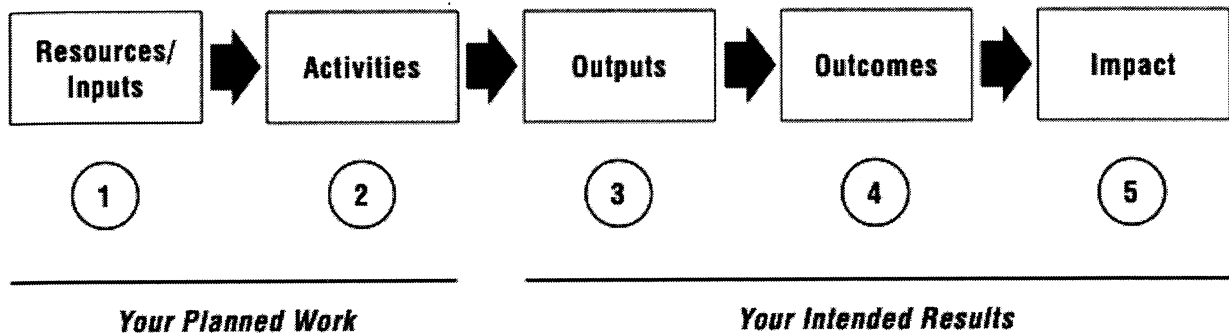 Resources/
Inputs
Activities
Outputs
Outcomes
Impact
1
2
3
4
5
Your Planned Work
Your Intended Results